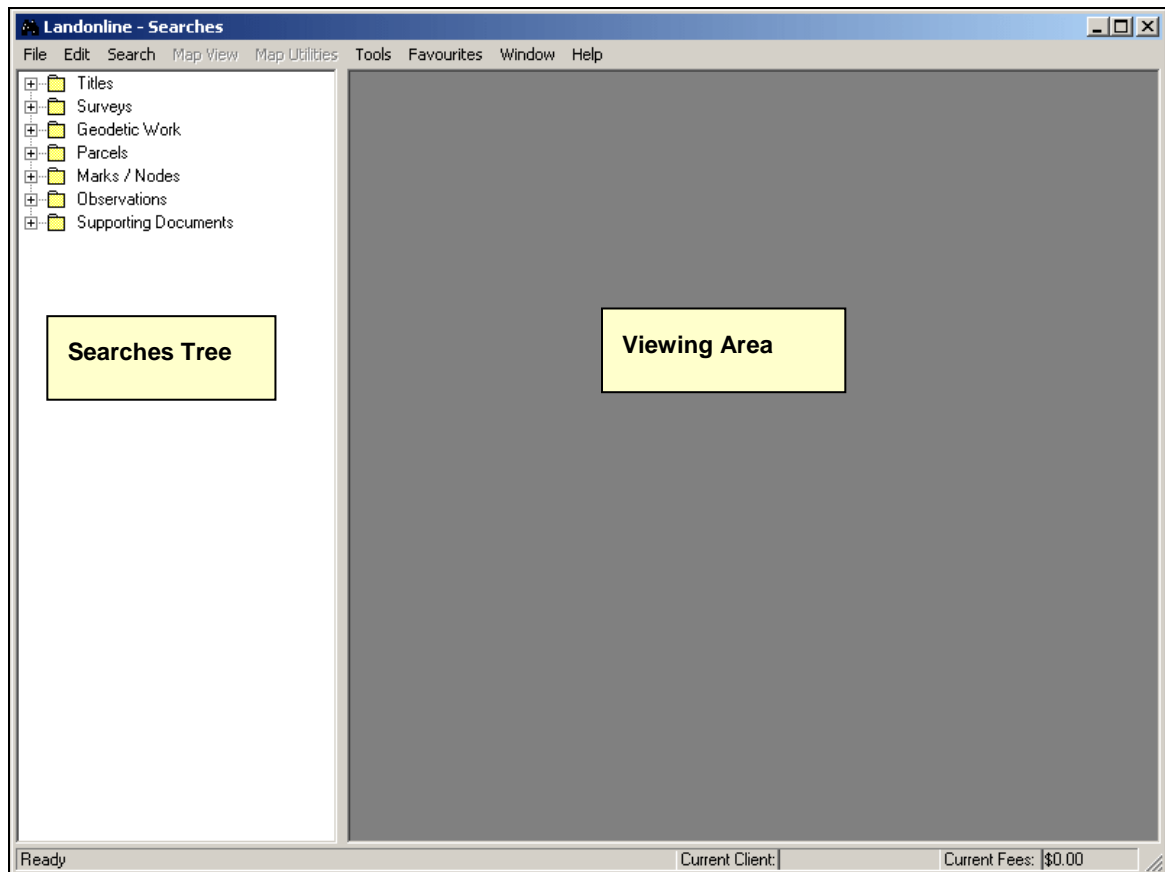 Landonline - Searches
File Edit Search Map View Map Utilities Tools Favourites Window Help
Titles
Surveys
Geodetic Work
Parcels
Marks / Nodes
Observations
Supporting Documents
Searches Tree
Viewing Area
Ready Current Client: Current Fees: $0.00